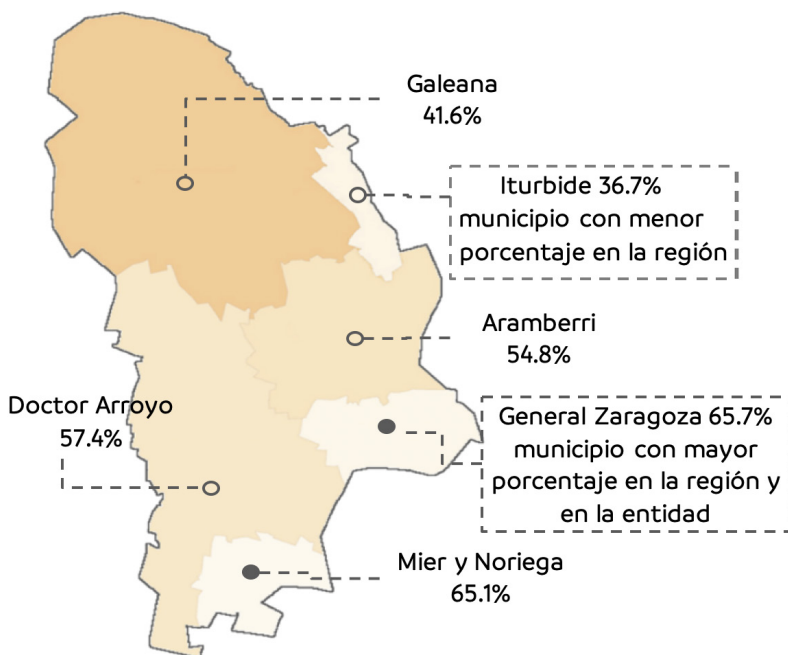 Galeana
41.6%
Iturbide 36.7%
municipio con menor
porcentaje en la región
Aramberri
54.8%
Doctor Arroyo
57.4%
General Zaragoza 65.7%
municipio con mayor
porcentaje en la región y
en la entidad
Mier y Noriega
65.1%